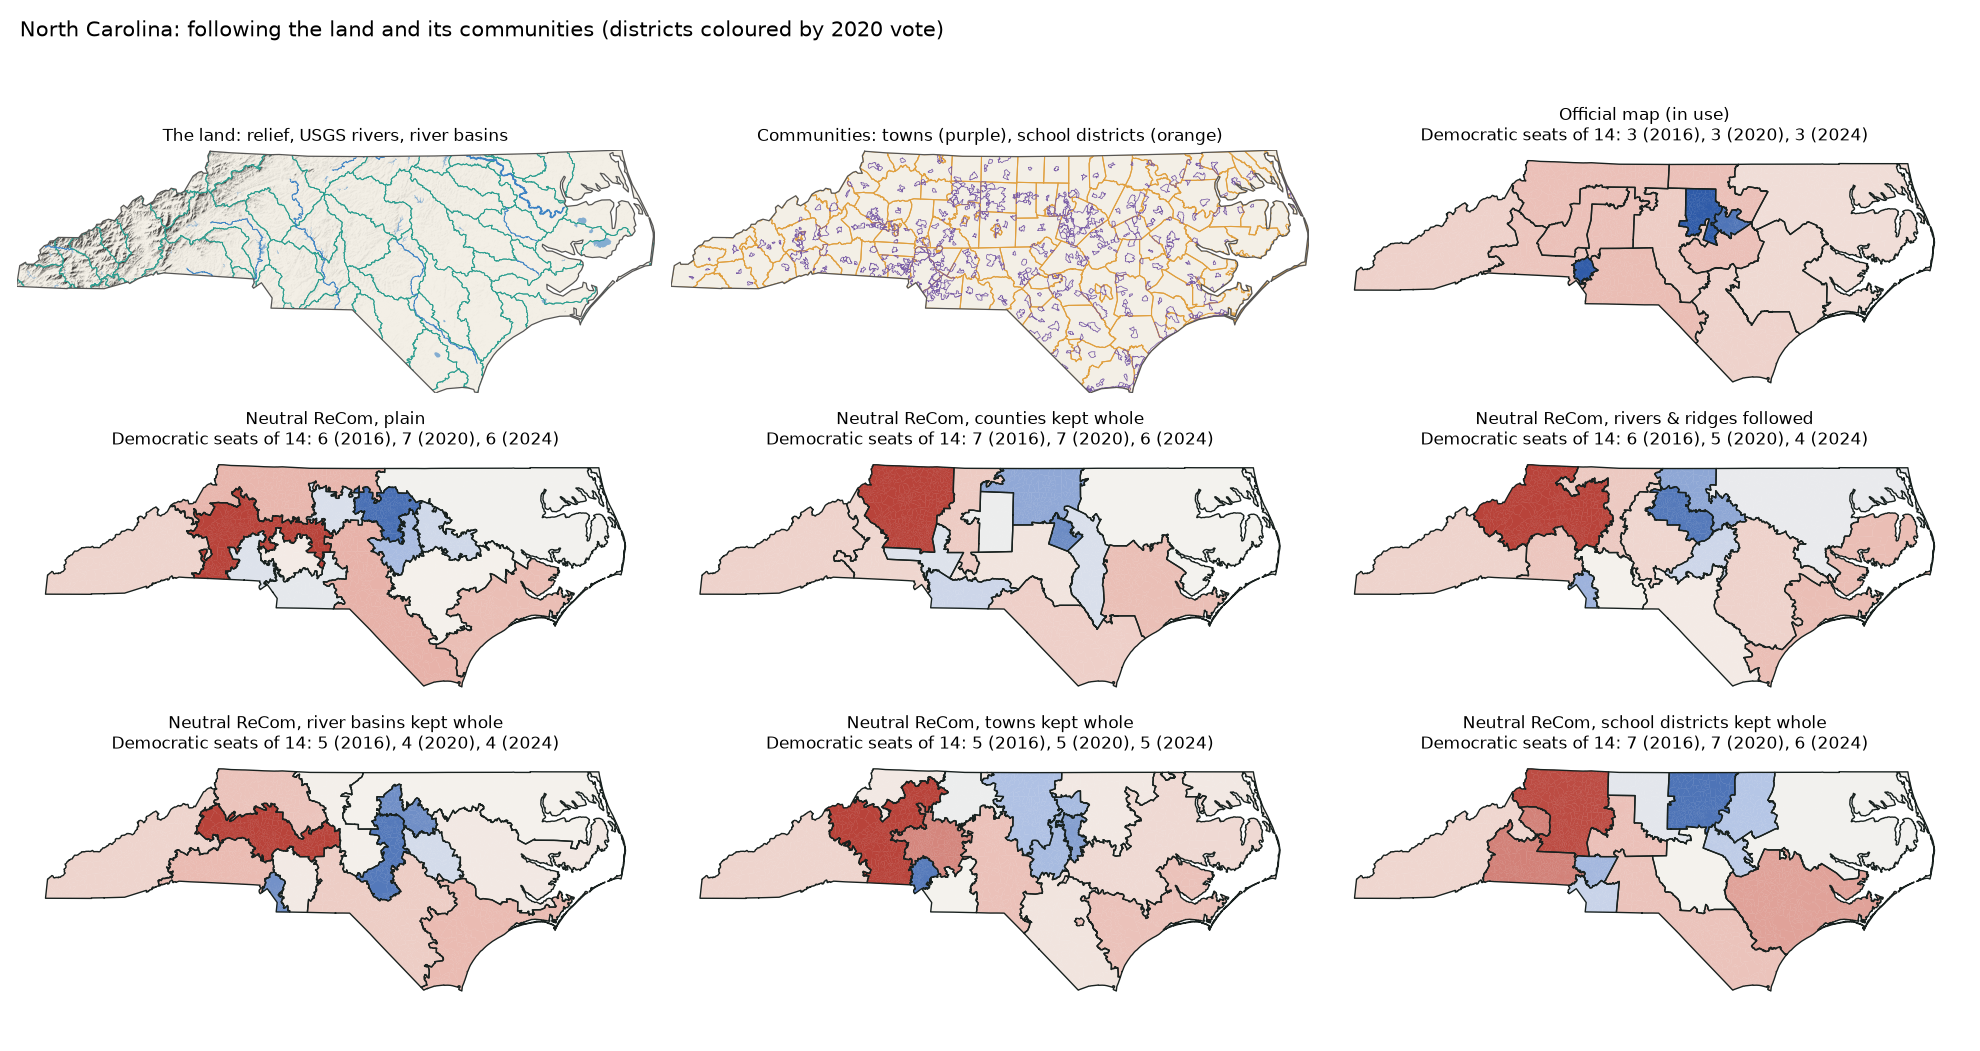 North Carolina: following the land and its communities (districts coloured by 2020 vote)
The land: relief, USGS rivers, river basins
Communities: towns (purple), school districts (orange)
Official map (in use)
Democratic seats of 14: 3 (2016), 3 (2020), 3 (2024)
Neutral ReCom, plain
Democratic seats of 14: 6 (2016), 7 (2020), 6 (2024)
Neutral ReCom, counties kept whole
Democratic seats of 14: 7 (2016), 7 (2020), 6 (2024)
Neutral ReCom, rivers & ridges followed
Democratic seats of 14: 6 (2016), 5 (2020), 4 (2024)
Neutral ReCom, river basins kept whole
Democratic seats of 14: 5 (2016), 4 (2020), 4 (2024)
Neutral ReCom, towns kept whole
Democratic seats of 14: 5 (2016), 5 (2020), 5 (2024)
Neutral ReCom, school districts kept whole
Democratic seats of 14: 7 (2016), 7 (2020), 6 (2024)